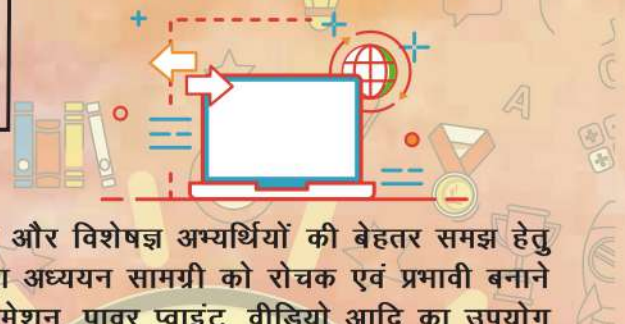 और विशेषज्ञ अभ्यर्थियों की बेहतर समझ हेतु
अध्ययन सामग्री को रोचक एवं प्रभावी बनाने
पावर प्वाइंट, वीडियो आदि का उपयोग